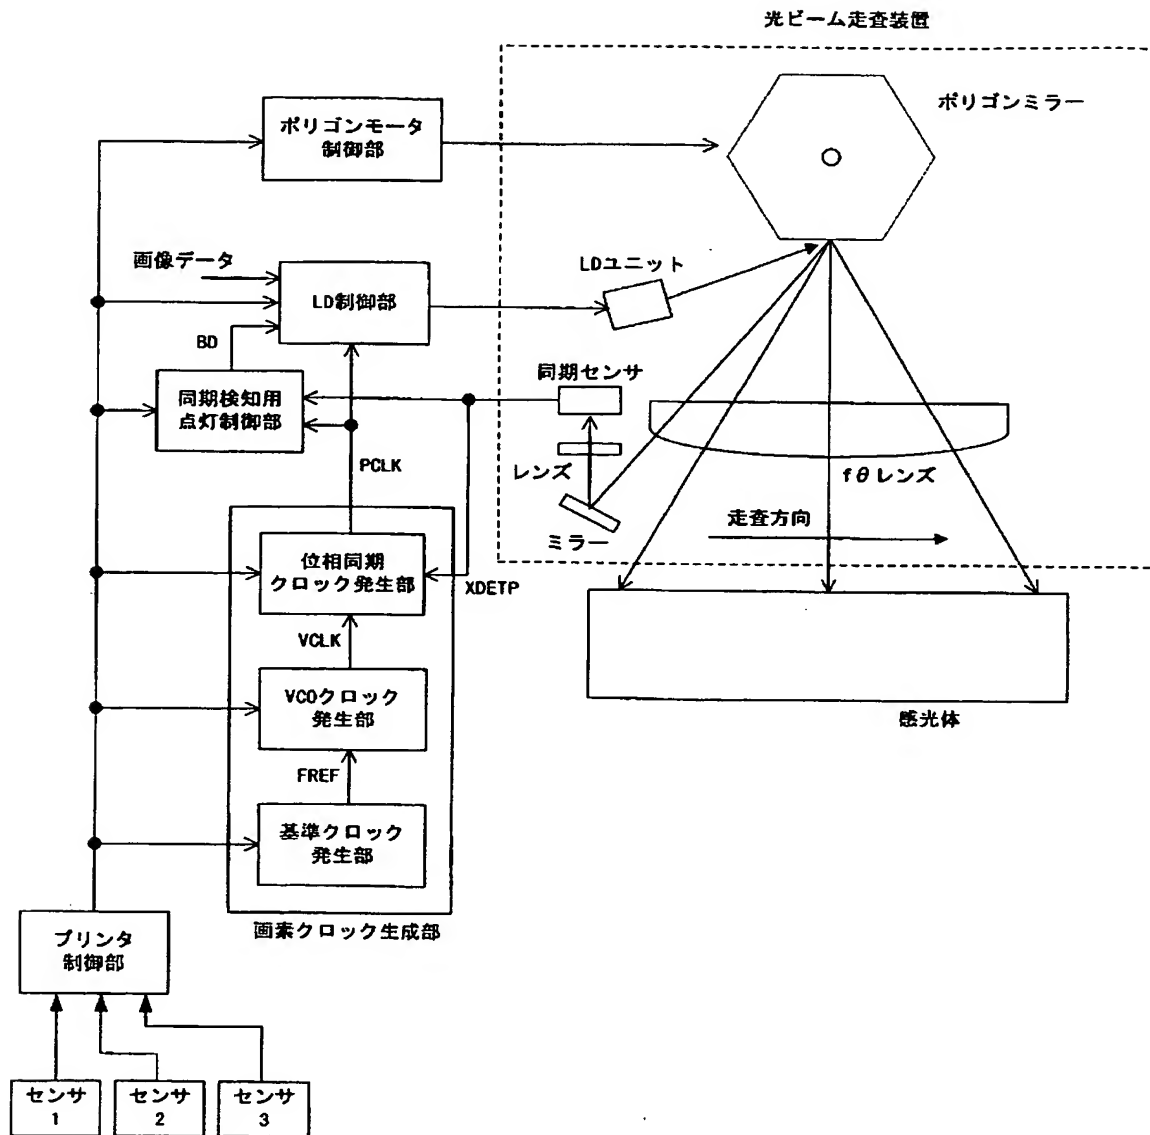 光ビーム走査装置
ポリゴンミラー
ポリゴンモータ
制御部
画像データ
LDユニット
LD制御部
BD
同期センサ
同期検知用
点灯制御部
PCLK
レンズ
fθレンズ
走査方向
ミラー
位相同期
クロック発生部
XDETP
VCLK
VCOクロック
発生部
感光体
FREF
基準クロック
発生部
画素クロック生成部
プリンタ
制御部
センサ
1
センサ
2
センサ
3